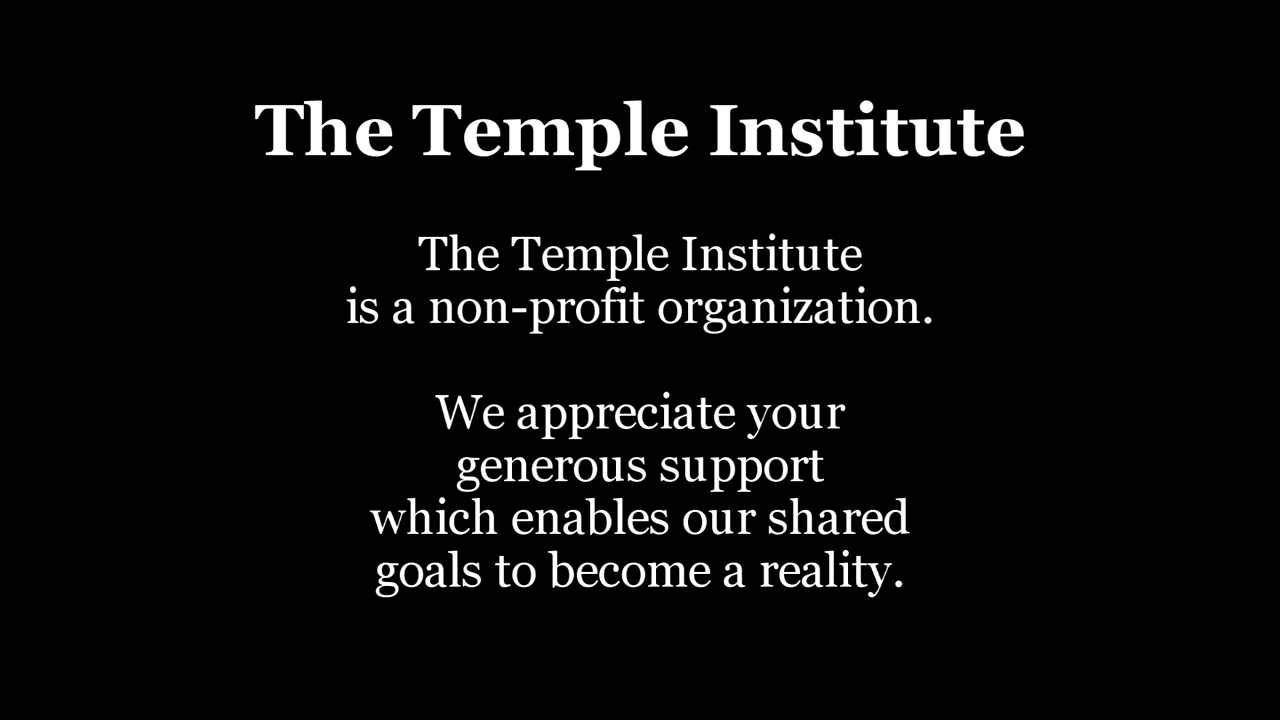 The Temple Institute
The Temple Institute
is a non-profit organization.
We appreciate your
generous support
which enables our shared
goals to become a reality.